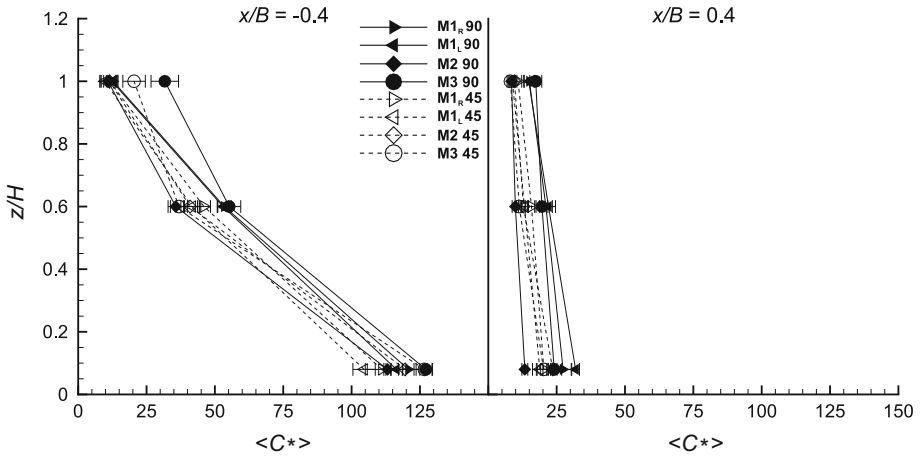 x/B = -0.4
x/B = 0.4
1.2
1
0.8
0.6
0.4
0.2
0
z/H
M1R 90
M1L 90
M2 90
M3 90
M1R 45
M1L 45
M2 45
M3 45
0 25 50 75 100 125
25 50 75 100 125 150
<C*>
<C*>